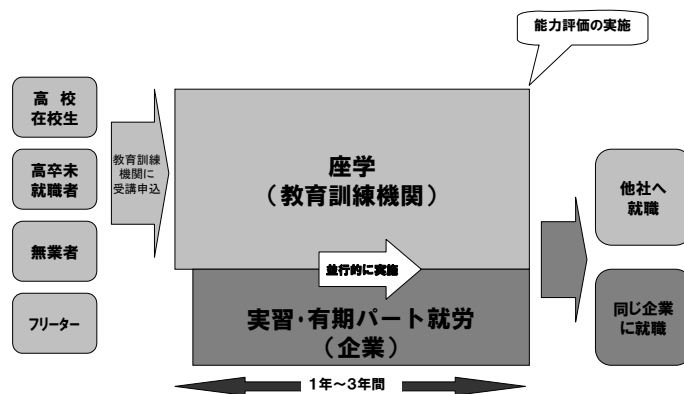 能力評価の実施
高 校
在校生
高卒未
就職者
無業者
フリーター
教育訓練
機関に
受講申込
座学
（教育訓練機関）
並行的に実施
実習・有期パート就労
（企業）
他社へ
就職
同じ企業
に就職
1年～3年間